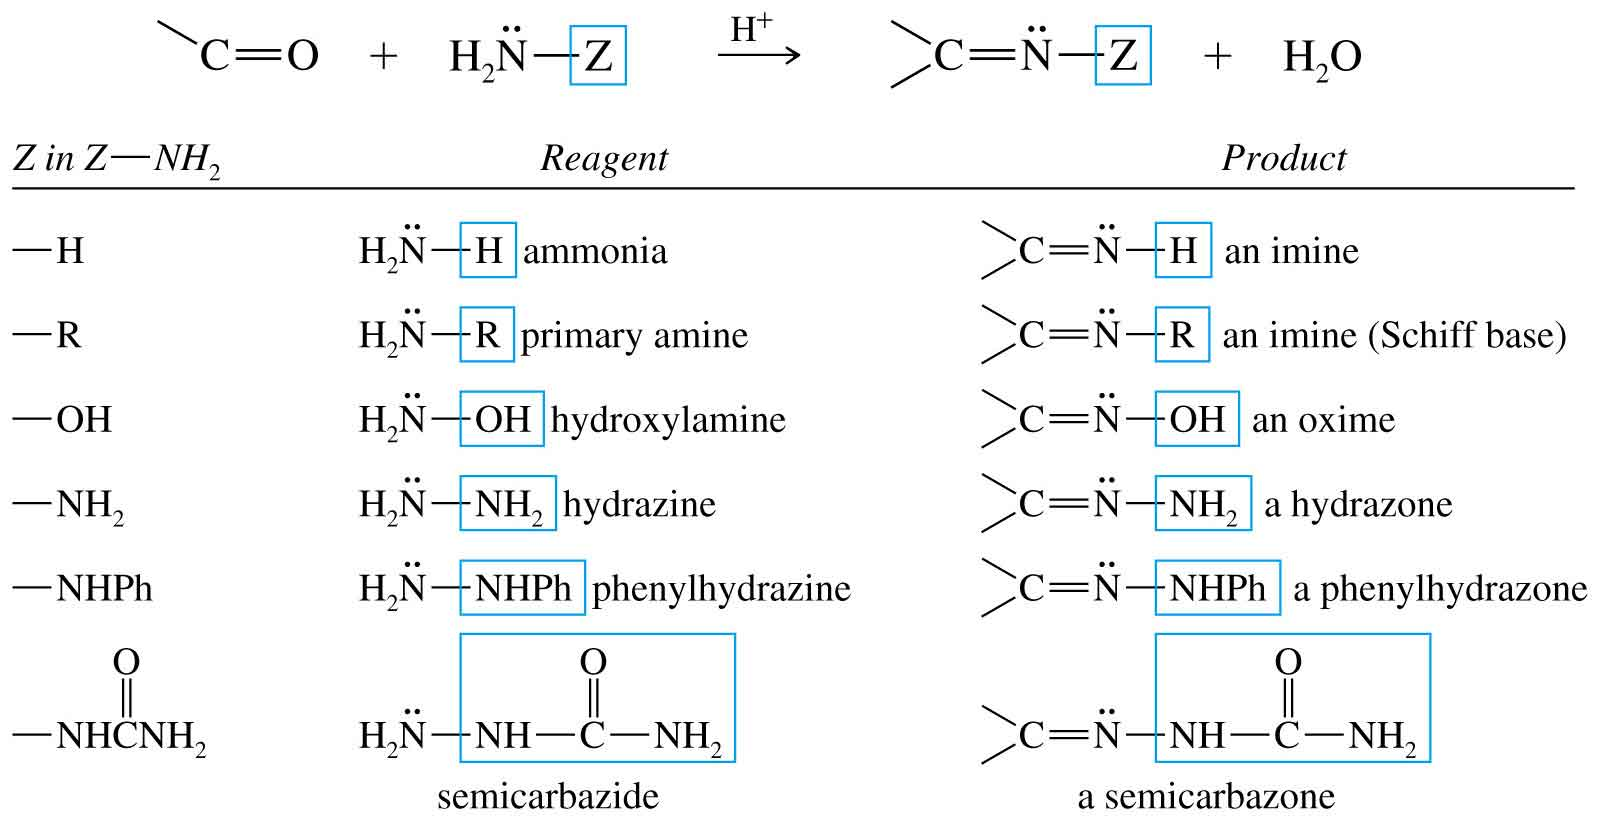 C=O + H₂N̈—Z H⁺ → C=N̈—Z + H₂O
Z in Z—NH₂ Reagent Product
—H H₂N̈—H ammonia C=N̈—H an imine
—R H₂N̈—R primary amine C=N̈—R an imine (Schiff base)
—OH H₂N̈—OH hydroxylamine C=N̈—OH an oxime
—NH₂ H₂N̈—NH₂ hydrazine C=N̈—NH₂ a hydrazone
—NHPh H₂N̈—NHPh phenylhydrazine C=N̈—NHPh a phenylhydrazone
O O O
—NHCNH₂ H₂N̈—NH—C—NH₂ C=N̈—NH—C—NH₂
semicarbazide a semicarbazone